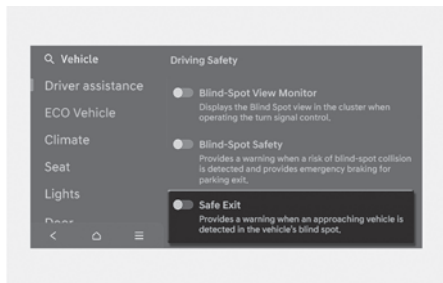 Vehicle
Driver assistance
ECO Vehicle
Climate
Seat
Lights
Door
Driving Safety
Blind-Spot View Monitor
Displays the Blind Spot view in the cluster when
operating the turn signal control.
Blind-Spot Safety
Provides a warning when a risk of blind-spot collision
is detected and provides emergency braking for
parking exit.
Safe Exit
Provides a warning when an approaching vehicle is
detected in the vehicle's blind spot.